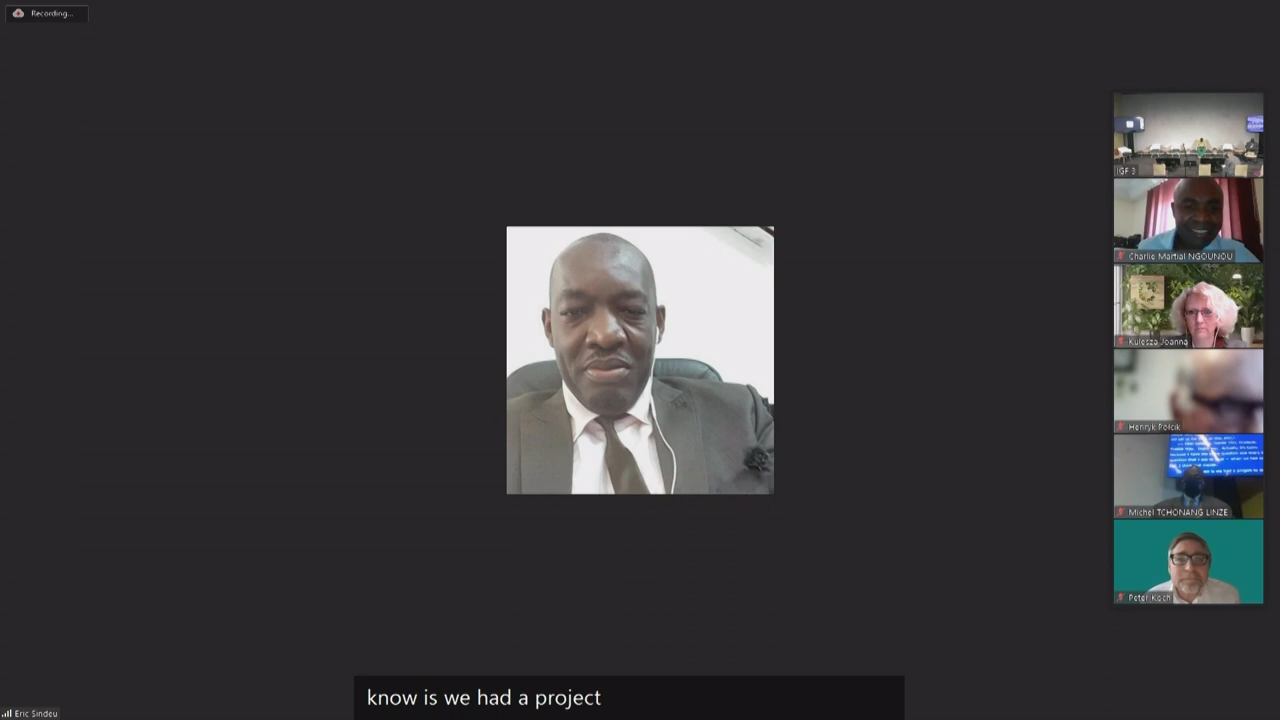 Recording...
IGF 3
Charlie Martial NGOUNOU
Kulesza Joanna
Henryk Polcik
Michel TCHONANG LINZE
Peter Koch
know is we had a project
Eric Sindeu